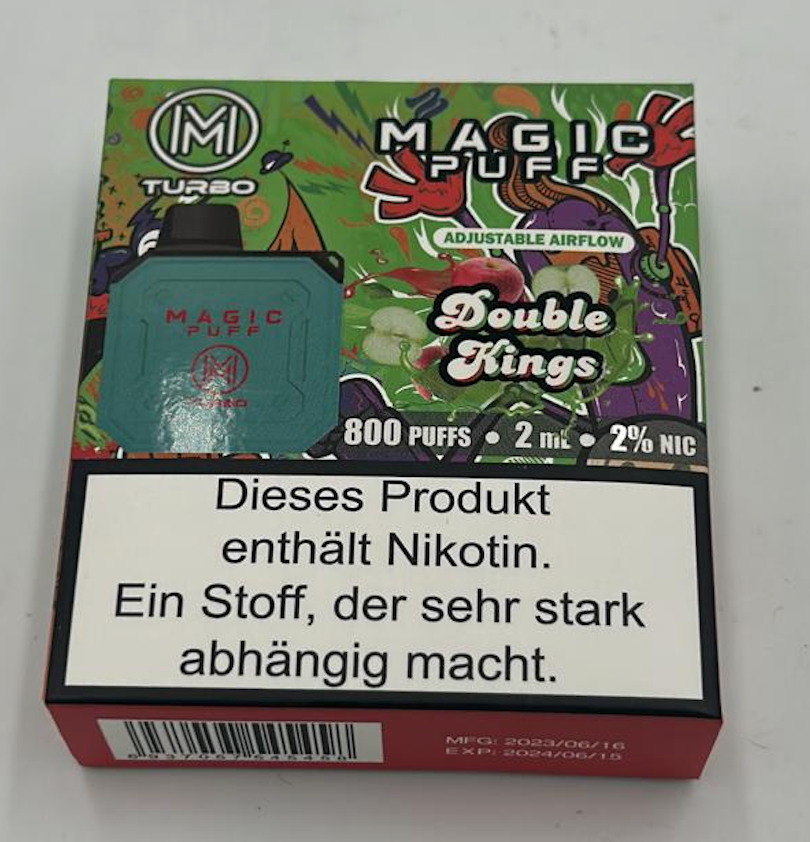 TURBO
MAGIC
PUFF
ADJUSTABLE AIRFLOW
Double
Kings
MAGIC
PUFF
TURBO
800 PUFFS • 2 mL • 2% NIC
Dieses Produkt
enthält Nikotin.
Ein Stoff, der sehr stark
abhängig macht.
MFG: 2023/06/16
EXP: 2024/06/15